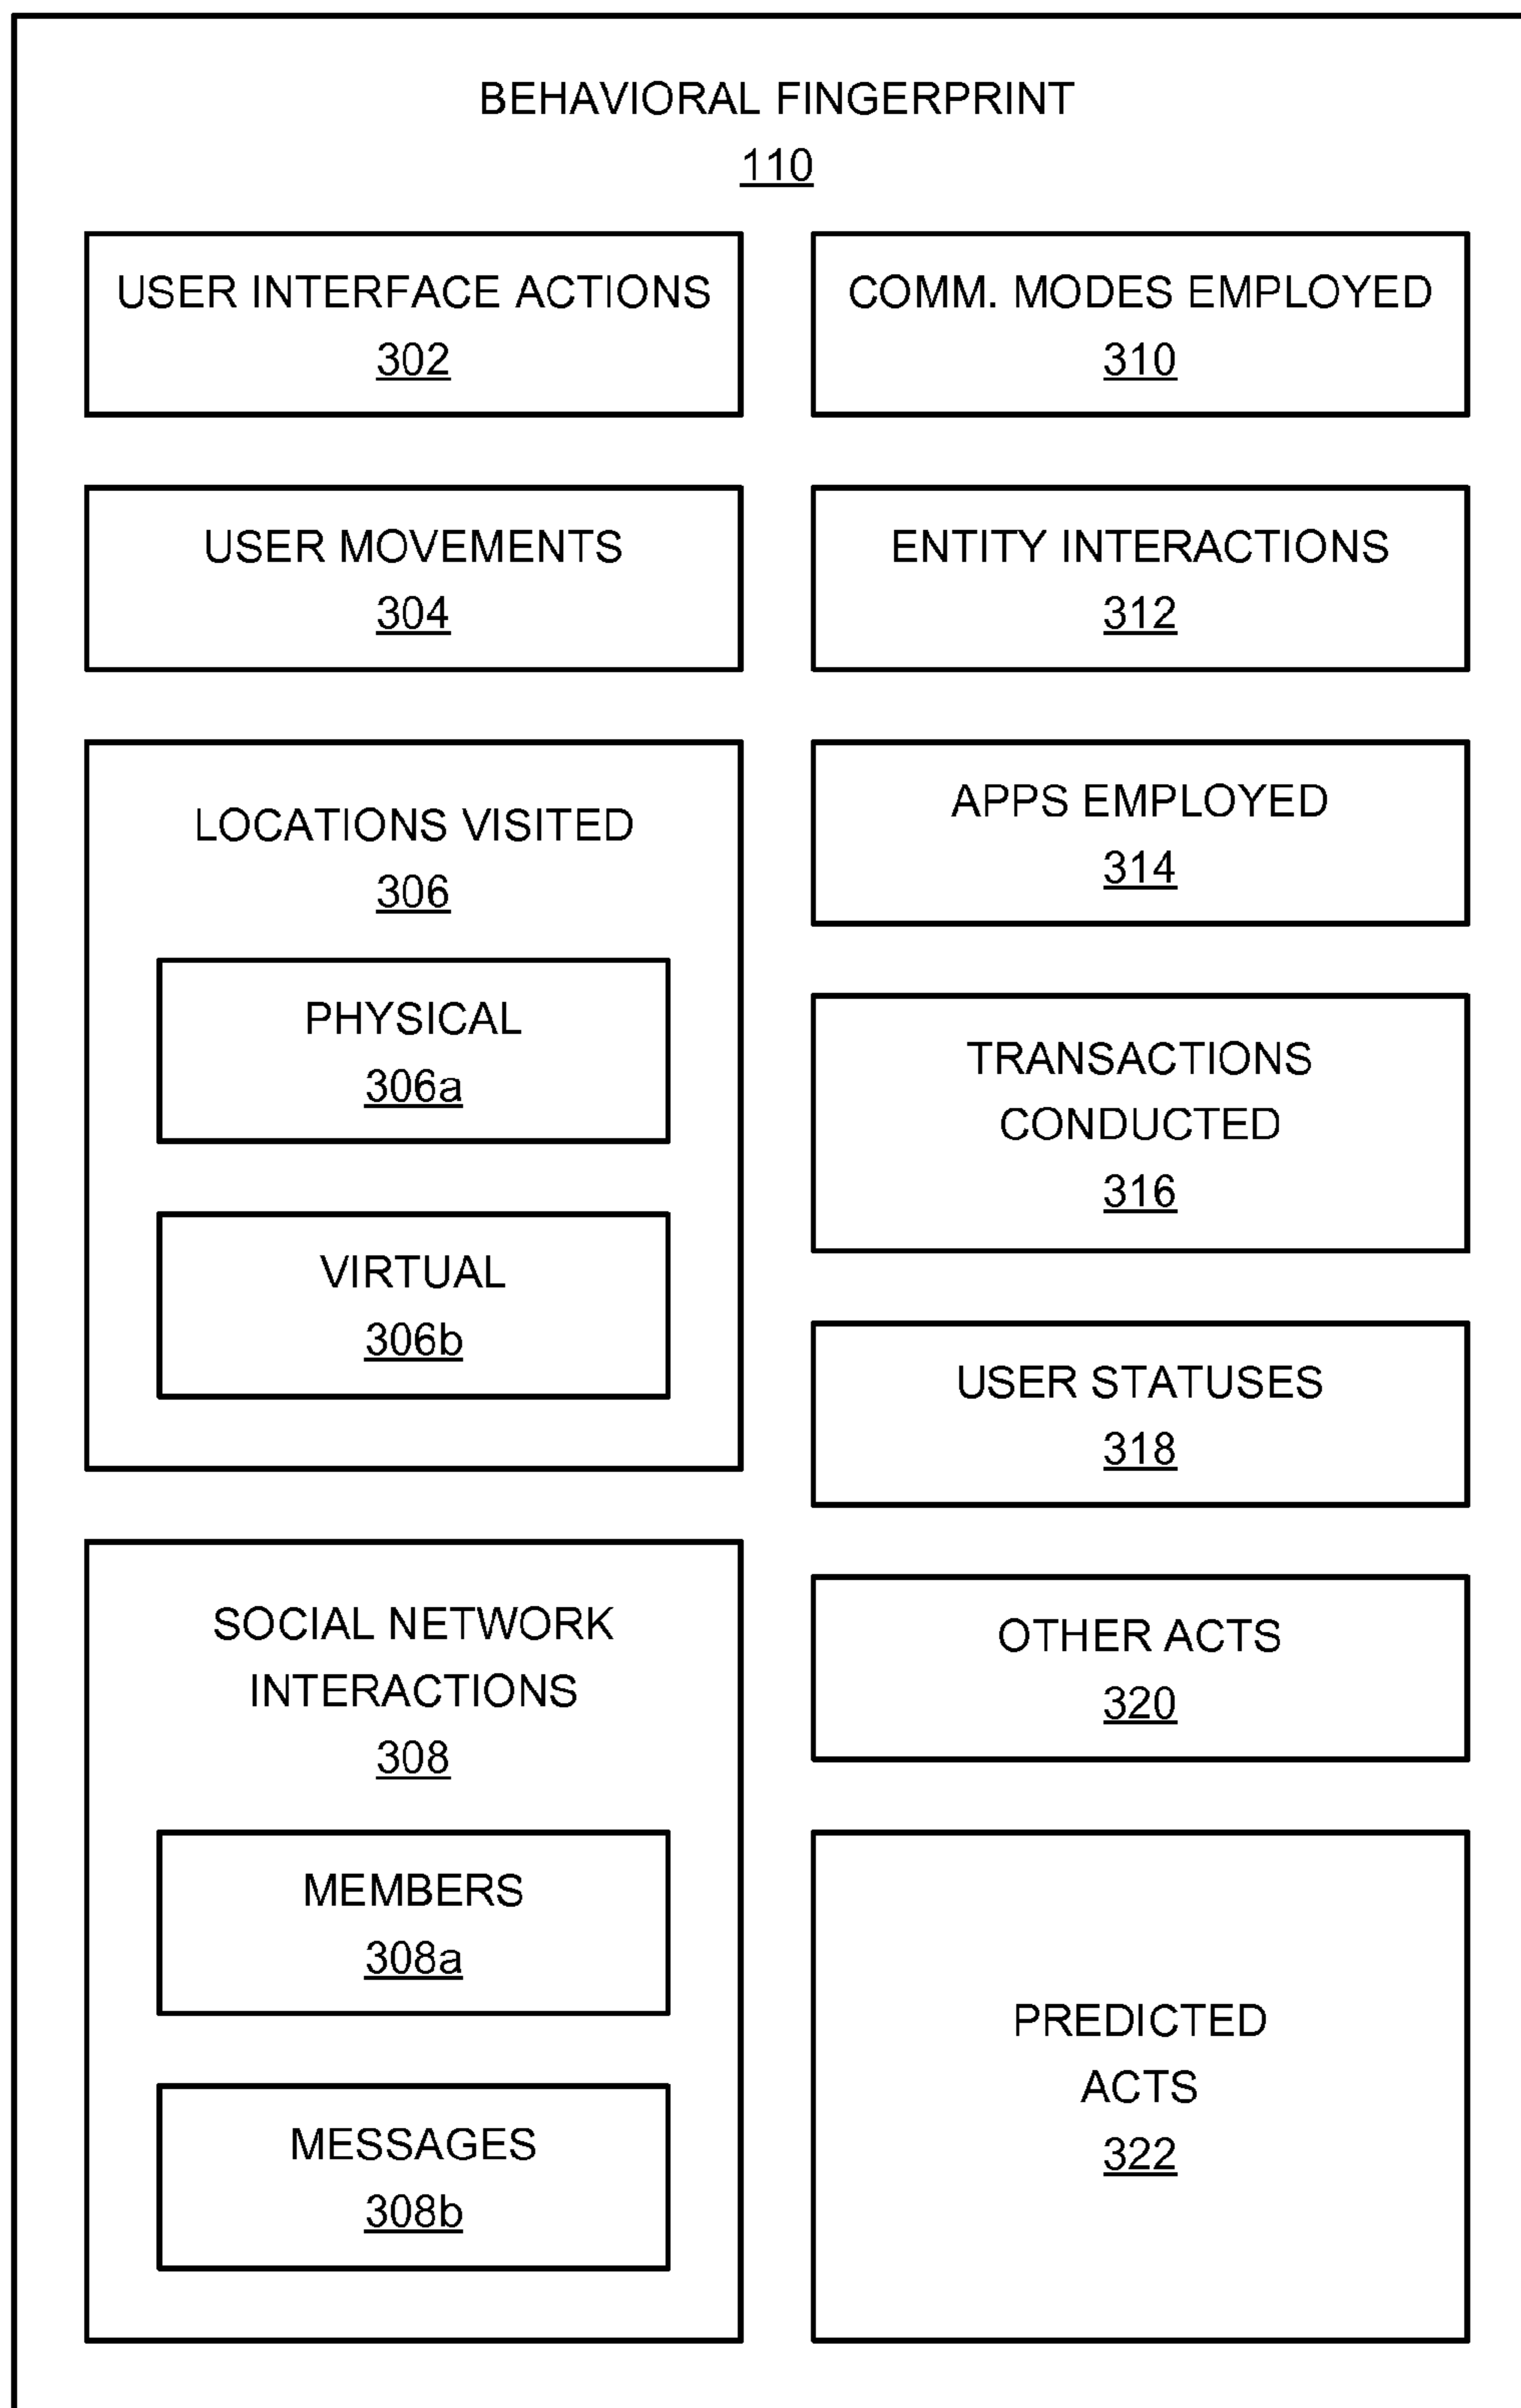 BEHAVIORAL FINGERPRINT
110
USER INTERFACE ACTIONS
302
USER MOVEMENTS
304
LOCATIONS VISITED
306
PHYSICAL
306a
VIRTUAL
306b
SOCIAL NETWORK
INTERACTIONS
308
MEMBERS
308a
MESSAGES
308b
COMM. MODES EMPLOYED
310
ENTITY INTERACTIONS
312
APPS EMPLOYED
314
TRANSACTIONS
CONDUCTED
316
USER STATUSES
318
OTHER ACTS
320
PREDICTED
ACTS
322